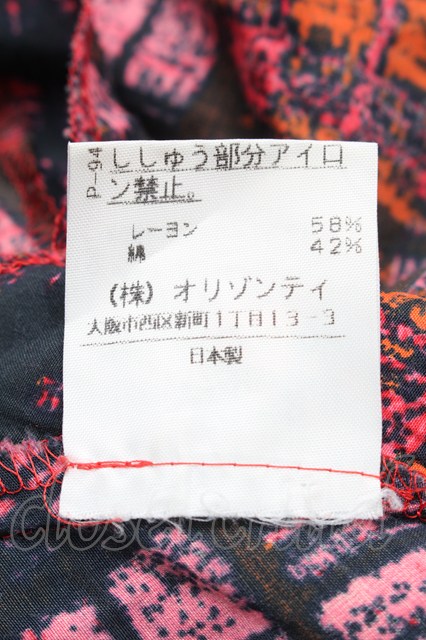 P-94
ししゅう部分アイロ
ン禁止。
レーヨン 58%
綿 42%
(株) オリゾンティ
大阪市西区新町1丁目13-3
日本製